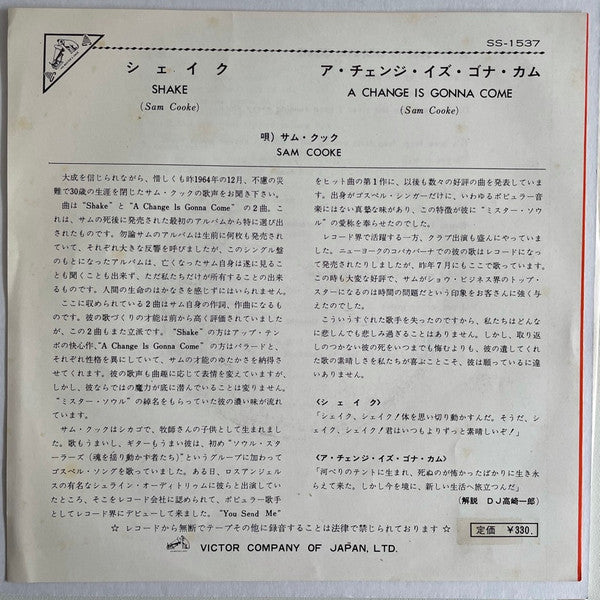 SS-1537
シェイク
SHAKE
(Sam Cooke)
ア・チェンジ・イズ・ゴナ・カム
A CHANGE IS GONNA COME
(Sam Cooke)
唄) サム・クック
SAM COOKE
大成を信じられながら、惜しくも昨1964年の12月、不慮の災
難で30歳の生涯を閉じたサム・クックの歌声をお聞き下さい。
曲は"Shake"と"A Change Is Gonna Come"の2曲。こ
れは、サムの死後に発売された最初のアルバムから特に選び出
されたものです。勿論サムのアルバムは生前に何枚も発売され
ていて、それぞれ大きな反響を呼びましたが、このシングル盤
のもとになったアルバムは、亡くなったサム自身は遂に見るこ
とも聞くことも出来ず、ただ私たちだけが所有することの出来
るものです。人間の生命のはかなさを感じずにはいられません。
ここに収められている2曲はサム自身の作詞、作曲になるも
のです。彼の歌づくりの才能は前から高く評価されていました
が、この2曲もまた立派です。"Shake"の方はアップ・テン
ポの快心作、"A Change Is Gonna Come"の方はバラードと、
それぞれ性格を異にしていて、サムの才能のゆたかさを納得さ
せてくれます。彼の歌声も曲趣に応じて表情を変えていますが、
しかし、彼ならではの魔力が底に潜んでいることは変りません。
"ミスター・ソウル"の綽名をもらっていた彼の濃い味が流れ
ています。
サム・クックはシカゴで、牧師さんの子供として生まれまし
た。歌もうまいし、ギターもうまい彼は、初め"ソウル・スタ
ーラーズ(魂を揺り動かす者たち)"というグループに加わって
ゴスペル・ソングを歌っていました。ある日、ロスアンジェル
スの有名なシュライン・オーディトリゥムに彼らと出演してい
たところ、そこをレコード会社に認められて、ポピュラー歌手
としてレコード界にデビューして来ました。"You Send Me"
をヒット曲の第1作に、以後も数々の好評の曲を発表しています。
出身がゴスペル・シンガーだけに、いわゆるポピュラー音
楽にはない真摯な味があり、この特徴が彼に"ミスター・ソウ
ル"の愛称を奉らせたのでした。
レコード界で活躍する一方、クラブ出演も盛んにやっていま
した。ニューヨークのコパカバーナでの彼の歌はレコードになっ
て発売されたりしましたが、昨年7月にもここで歌っています。
この時も大変な好評で、サムがショウ・ビジネス界のトップ・
スターになるのは時間の問題だという印象をお客さんに強く与
えたのでした。
こういうすぐれた歌手を失ったのですから、私たちはどんな
に悲しんでも悲しみ過ぎることはありません。しかし、取り返
しのつかない彼の死をいつまでも悔むよりも、彼の遺してくれ
た歌の素晴しさを私たちが喜ぶことこそ、彼は願っているに違
いありません。
〈シェイク〉
「シェイク、シェイク!体を思い切り動かすんだ。そうだ、シェイ
ク、シェイク!君はいつもよりずっと素晴しいぞ!」
〈ア・チェンジ・イズ・ゴナ・カム〉
「河べりのテントに生まれ、死ぬのが怖かったばかりに生き永
らえて来た。しかし今を境に、新しい生活へ旅立つんだ」
(解説 DJ高崎一郎)
☆レコードから無断でテープその他に録音することは法律で禁じられております☆
定価 ¥330.
VICTOR COMPANY OF JAPAN, LTD.